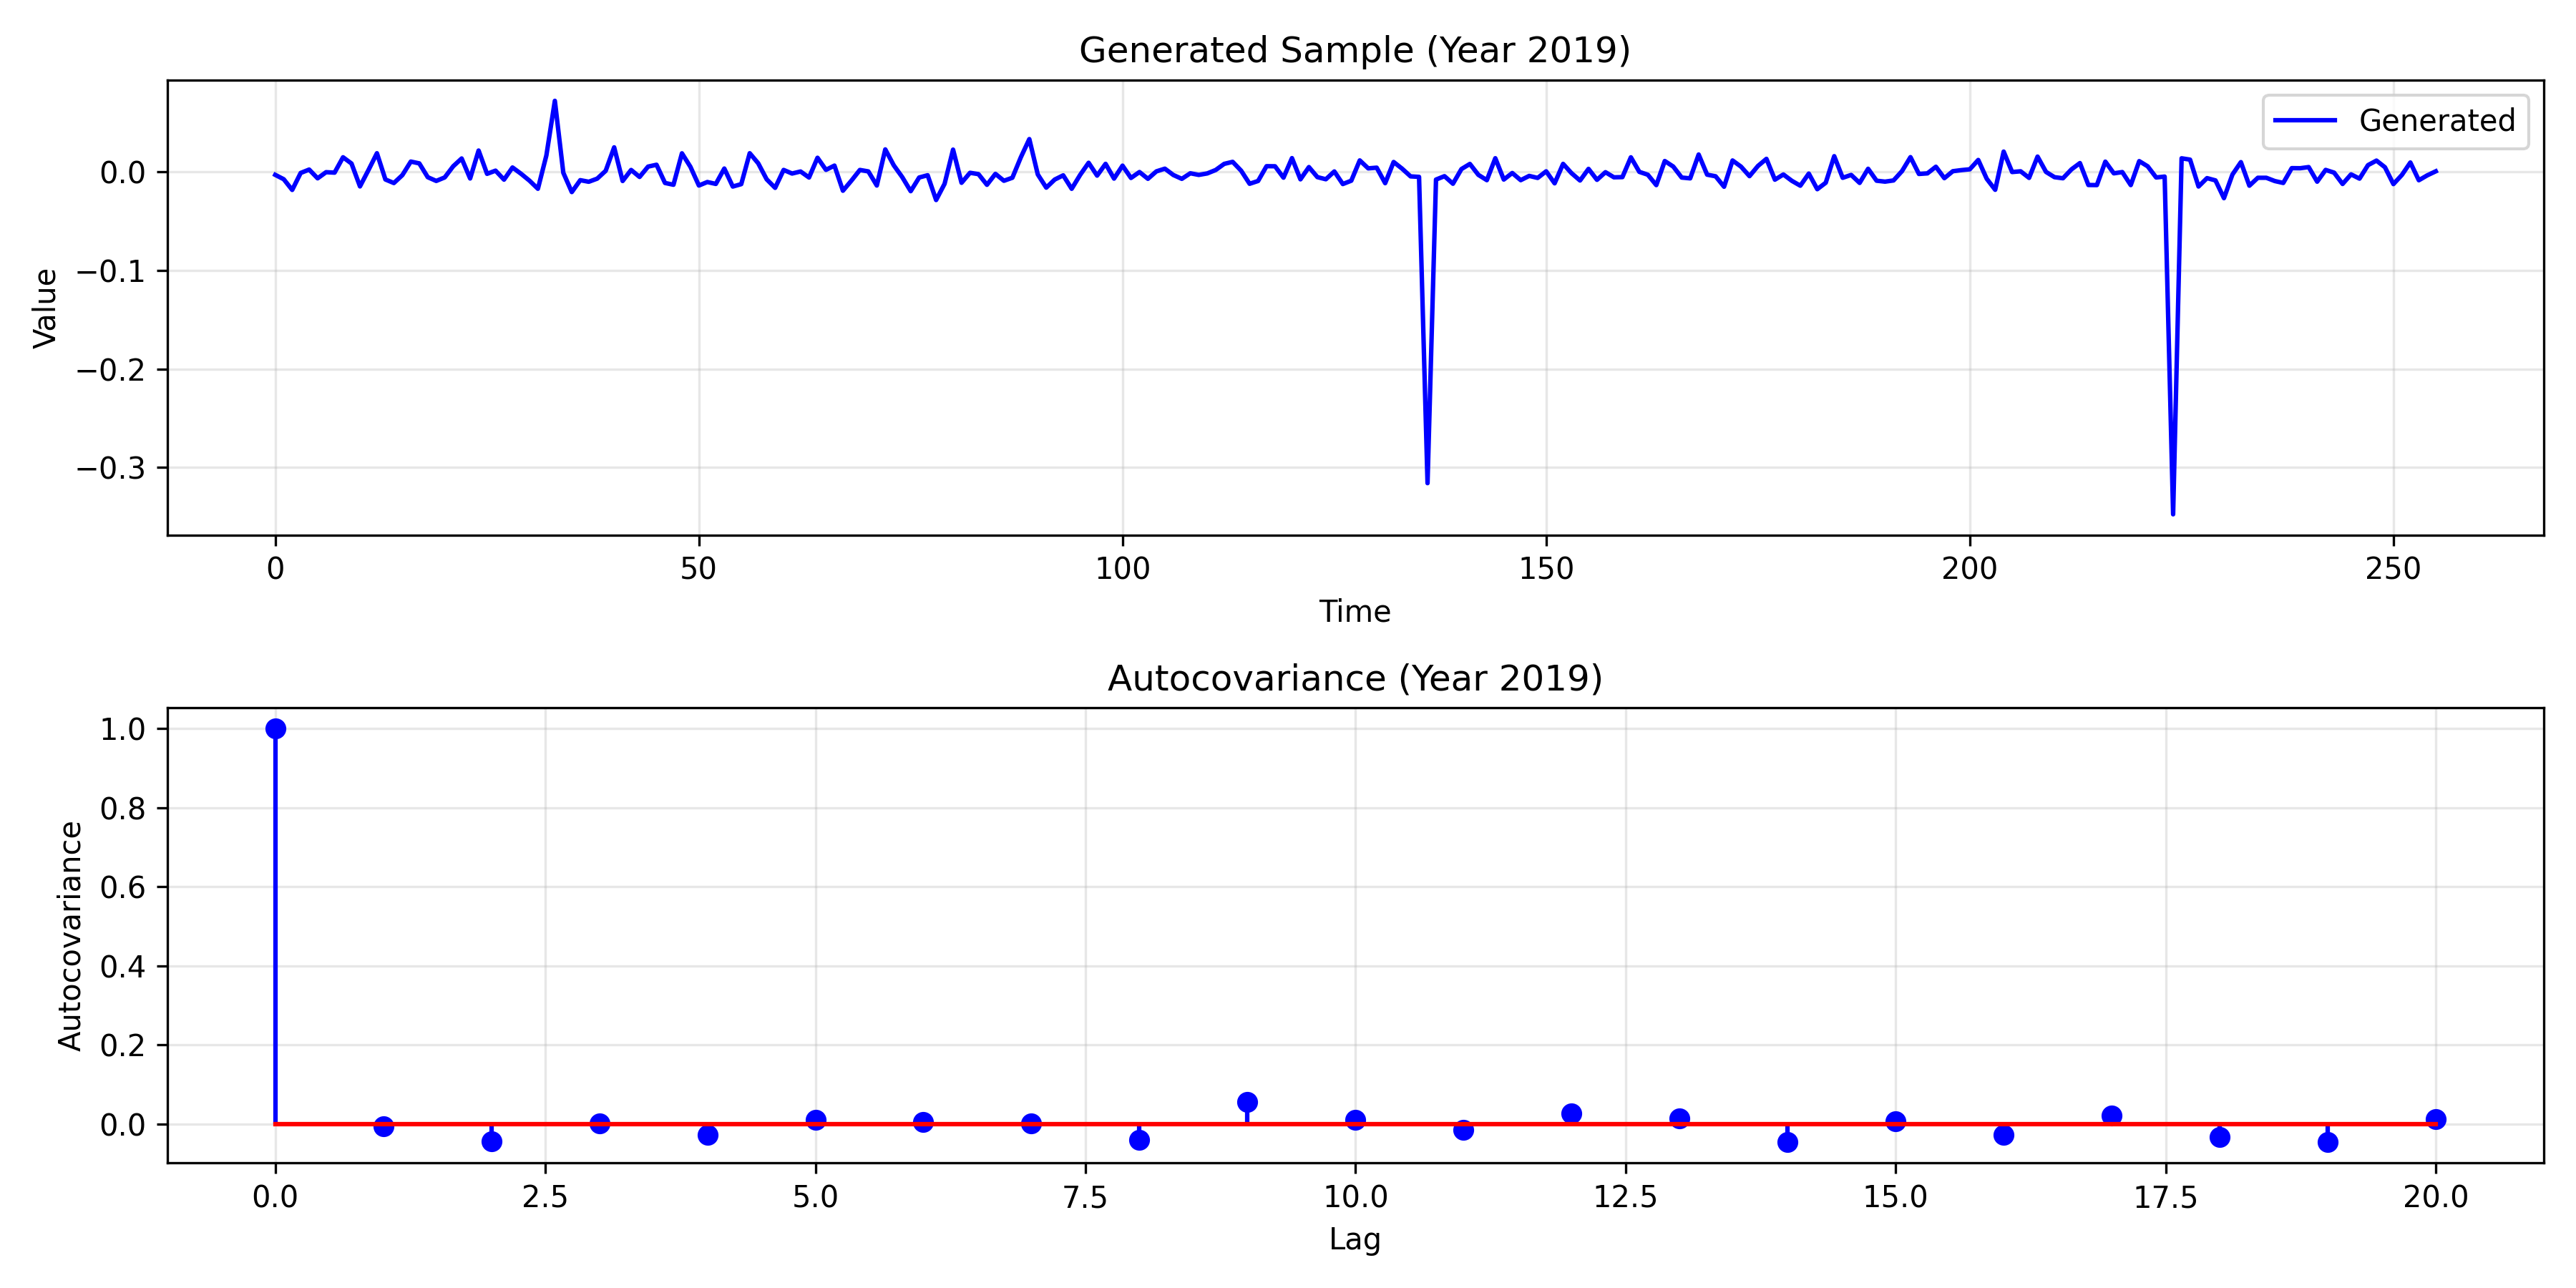 Generated Sample (Year 2019)
Generated
Value
0.0
−0.1
−0.2
−0.3
0 50 100 150 200 250
Time
Autocovariance (Year 2019)
Autocovariance
1.0
0.8
0.6
0.4
0.2
0.0
0.0 2.5 5.0 7.5 10.0 12.5 15.0 17.5 20.0
Lag